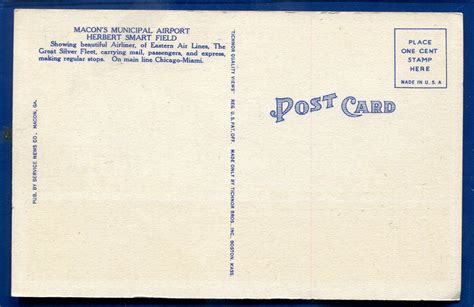 MACON'S MUNICIPAL AIRPORT
HERBERT SMART FIELD
Showing beautiful Airliner, of Eastern Air Lines, The
Great Silver Fleet, carrying mail, passengers, and express,
making regular stops. On main line Chicago-Miami.
PUB. BY SERVICE NEWS CO., MACON, GA.
TICHNOR QUALITY VIEWS" REG. U. S. PAT. OFF. MADE ONLY BY TICHNOR BROS., INC., BOSTON, MASS.
POST CARD
PLACE
ONE CENT
STAMP
HERE
MADE IN U.S.A